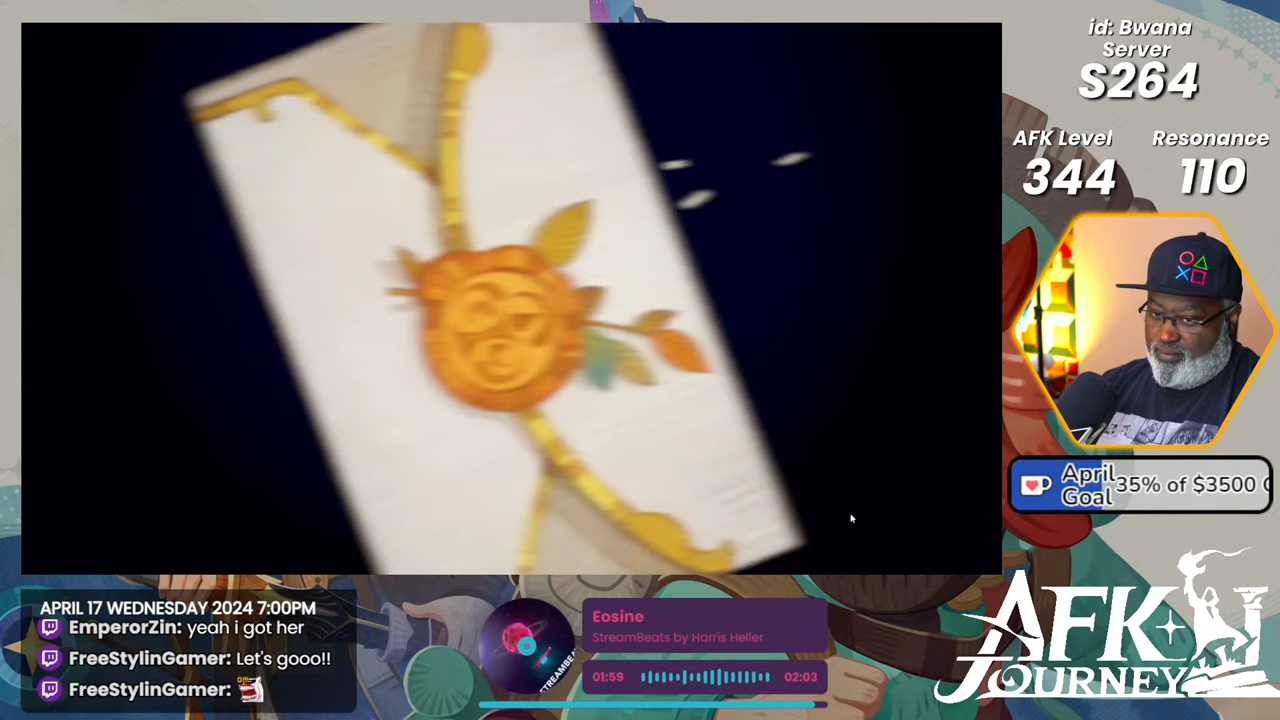 id: Bwana
Server
S264
AFK Level
344
Resonance
110
April
Goal
35% of $3500
APRIL 17 WEDNESDAY 2024 7:00PM
EmperorZin: yeah i got her
FreeStylinGamer: Let's gooo!!
FreeStylinGamer:
Eosine
StreamBeats by Harris Heller
01:59
02:03
AFK
JOURNEY